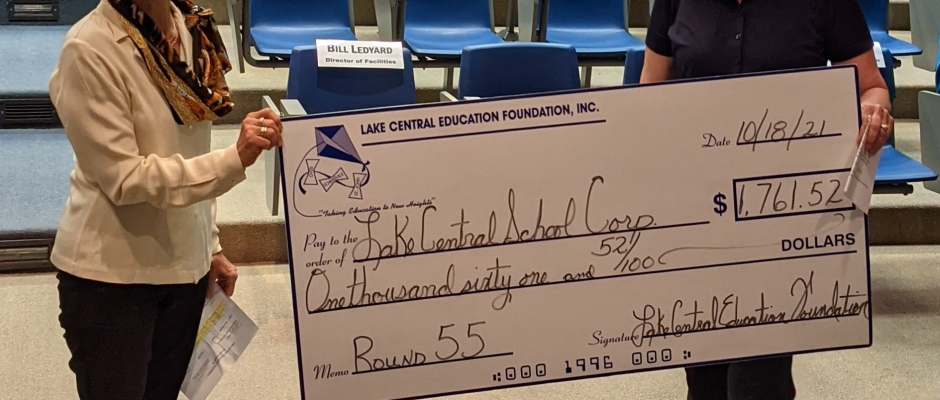 BILL LEDYARD
Director of Facilities
LAKE CENTRAL EDUCATION FOUNDATION, INC.
Date 10/18/21
"Taking Education to New Heights"
Pay to the order of Lake Central School Corp. $ 1,761.52
One thousand sixty one and 52/100 DOLLARS
Memo Round 55
Signature Lake Central Education Foundation
⑆000 1996 000⑆